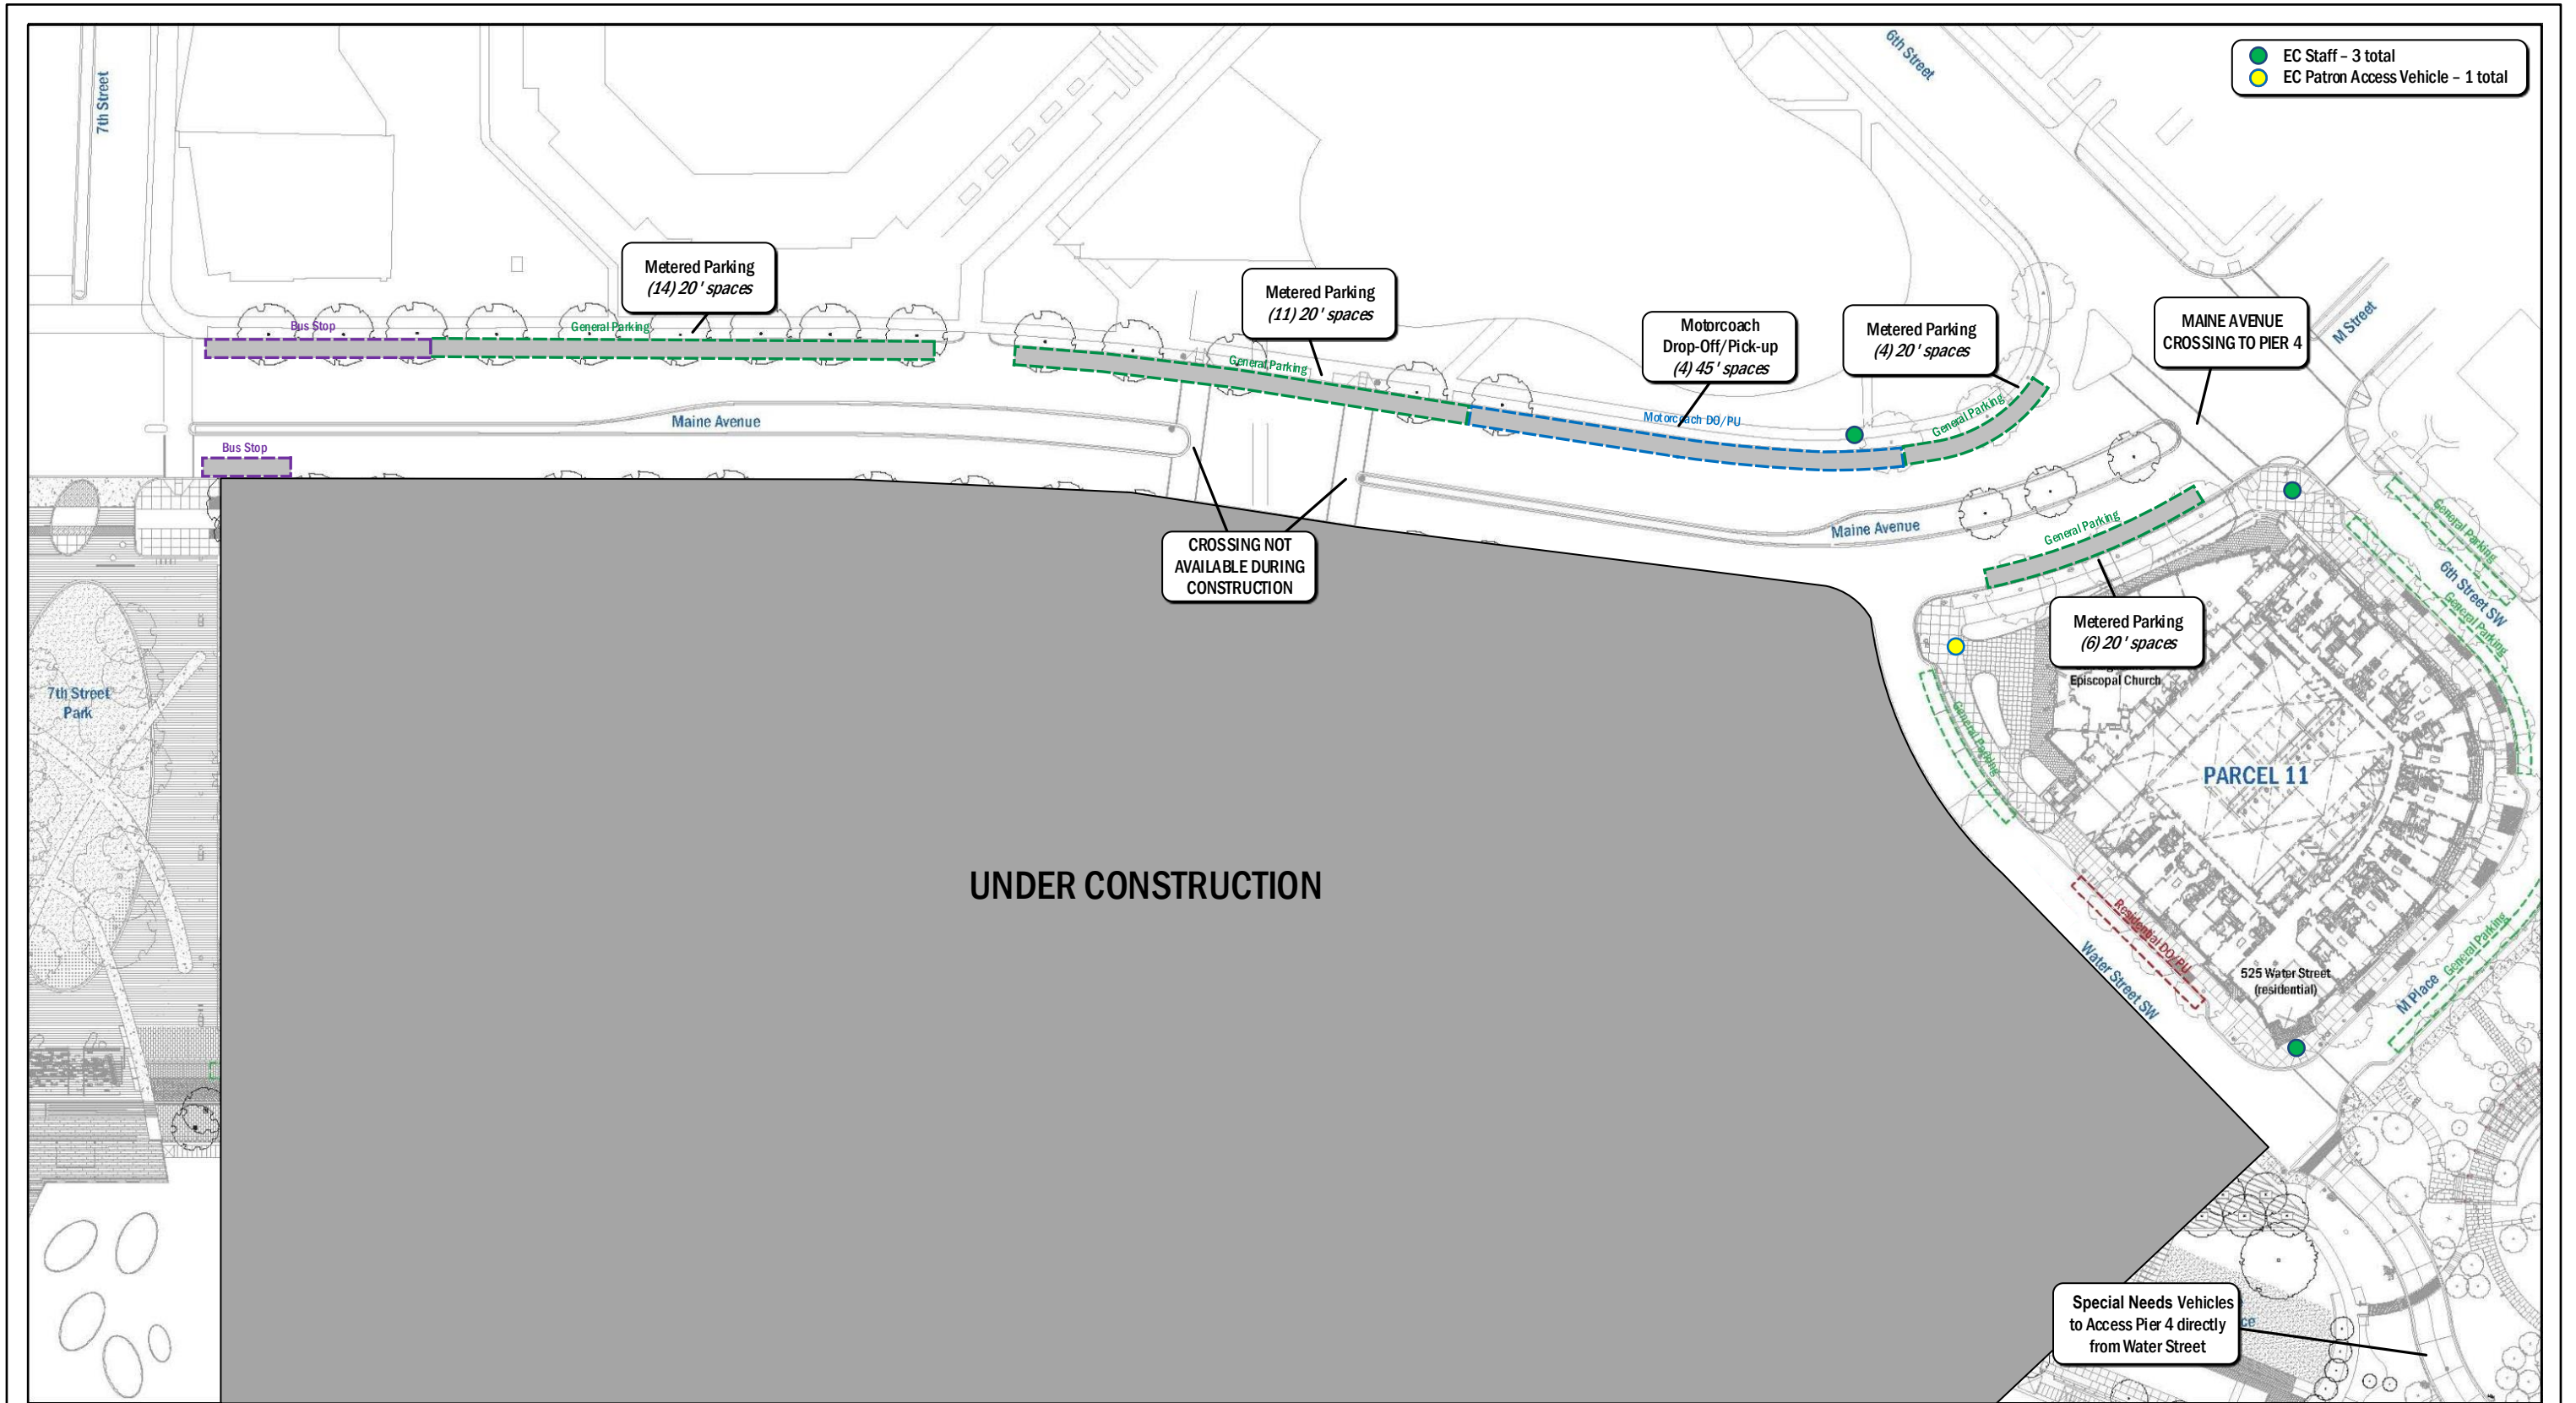 7th Street
6th Street
EC Staff – 3 total
EC Patron Access Vehicle – 1 total
Metered Parking
(14) 20' spaces
Metered Parking
(11) 20' spaces
Motorcoach
Drop-Off/Pick-up
(4) 45' spaces
Metered Parking
(4) 20' spaces
MAINE AVENUE
CROSSING TO PIER 4
M Street
Bus Stop
General Parking
General Parking
Motorcoach DO/PU
General Parking
Maine Avenue
Bus Stop
Maine Avenue
General Parking
General Parking
6th Street SW
General Parking
CROSSING NOT
AVAILABLE DURING
CONSTRUCTION
Metered Parking
(6) 20' spaces
Episcopal Church
7th Street
Park
General Parking
PARCEL 11
UNDER CONSTRUCTION
Residential DO/PU
Water Street SW
525 Water Street
(residential)
M Place
General Parking
Special Needs Vehicles
to Access Pier 4 directly
from Water Street